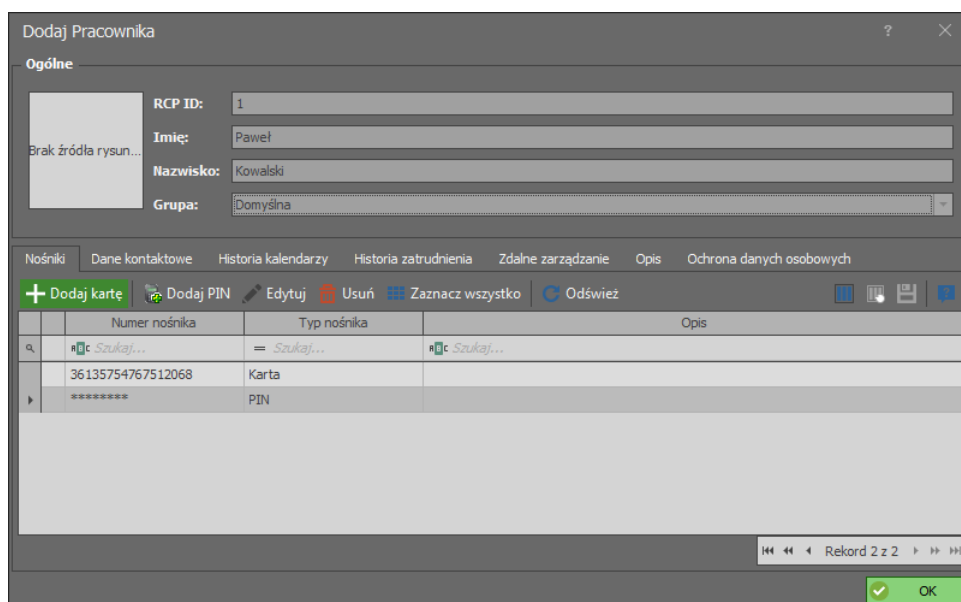 Dodaj Pracownika ?
Ogólne
Brak źródła rysun...
RCP ID: 1
Imię: Paweł
Nazwisko: Kowalski
Grupa: Domyślna
Nośniki Dane kontaktowe Historia kalendarzy Historia zatrudnienia Zdalne zarządzanie Opis Ochrona danych osobowych
Dodaj kartę Dodaj PIN Edytuj Usuń Zaznacz wszystko Odśwież ?
Numer nośnika Typ nośnika Opis
ABC Szukaj... = Szukaj... ABC Szukaj...
36135754767512068 Karta
******** PIN
Rekord 2 z 2
OK